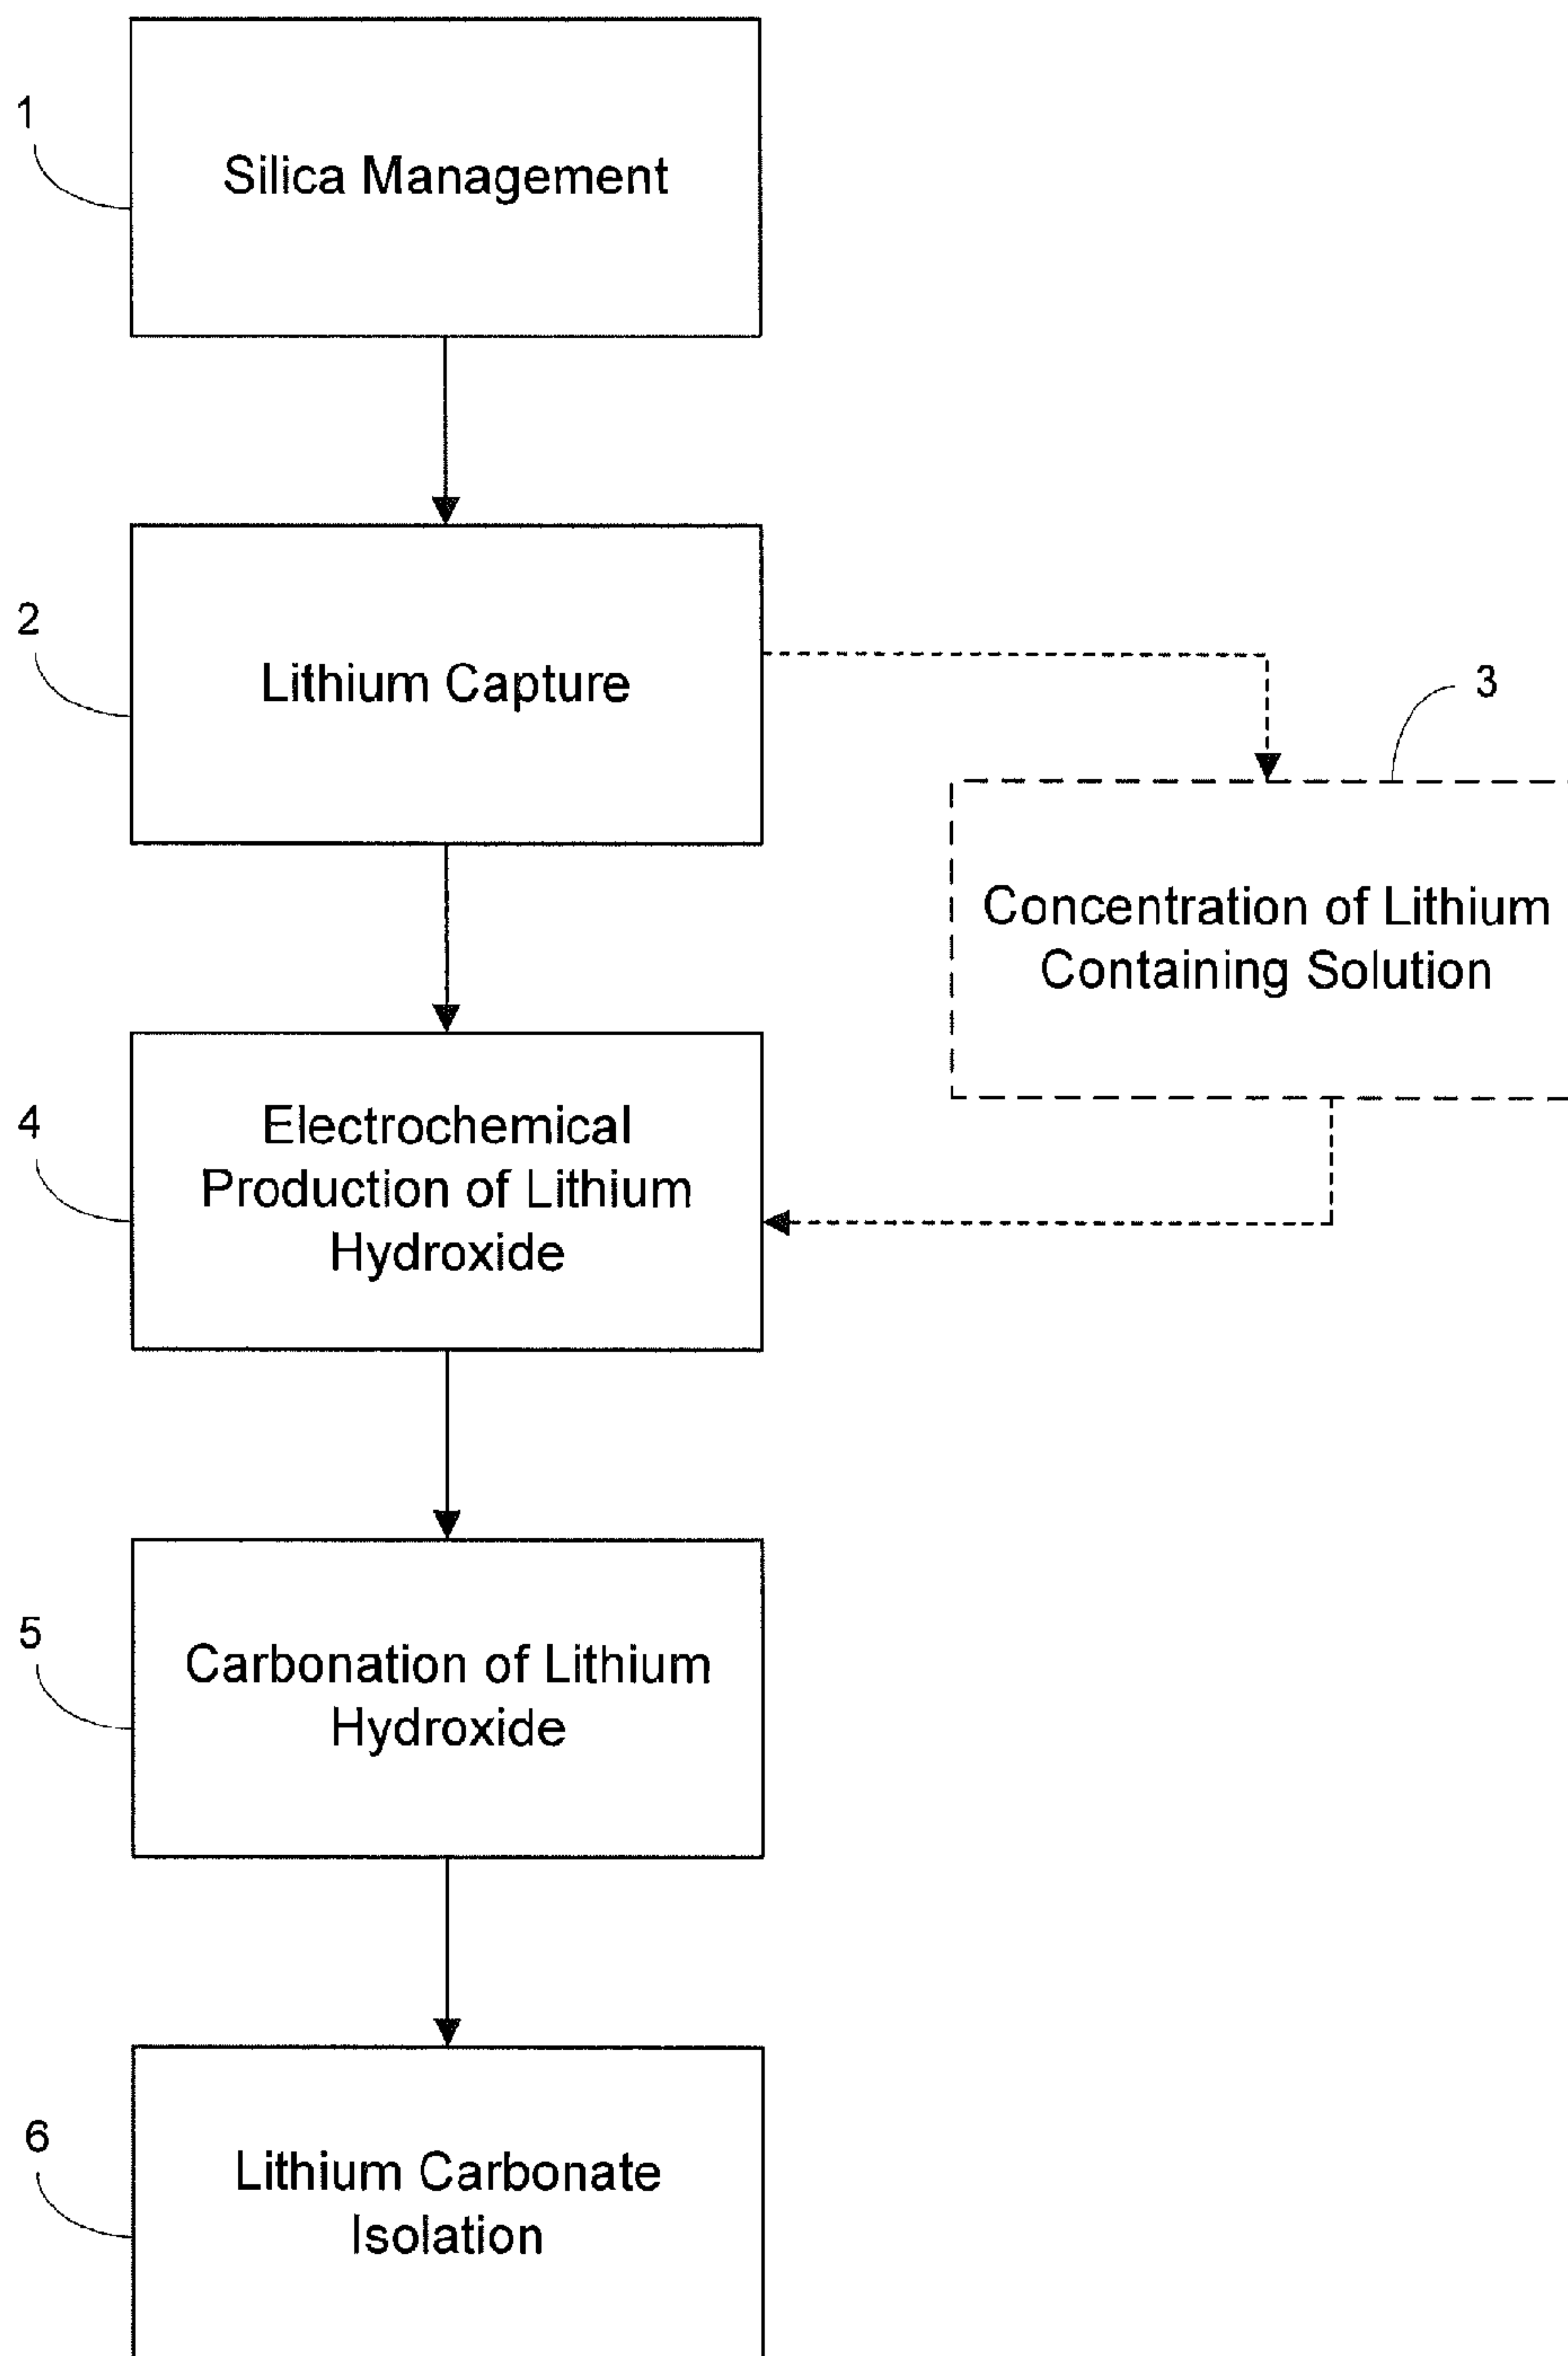 1
Silica Management
2
Lithium Capture
3
Concentration of Lithium
Containing Solution
4
Electrochemical
Production of Lithium
Hydroxide
5
Carbonation of Lithium
Hydroxide
6
Lithium Carbonate
Isolation